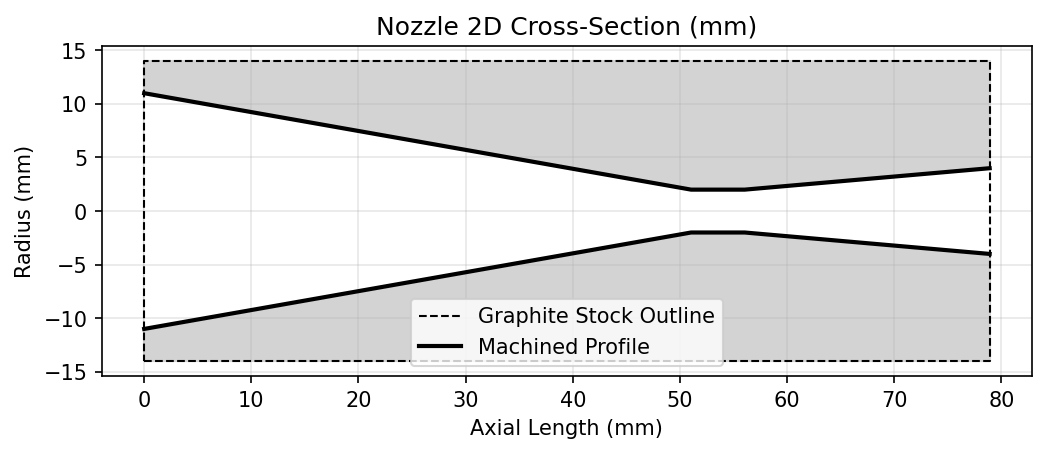 Nozzle 2D Cross-Section (mm)
15
10
5
0
−5
−10
−15
Radius (mm)
Graphite Stock Outline
Machined Profile
0 10 20 30 40 50 60 70 80
Axial Length (mm)